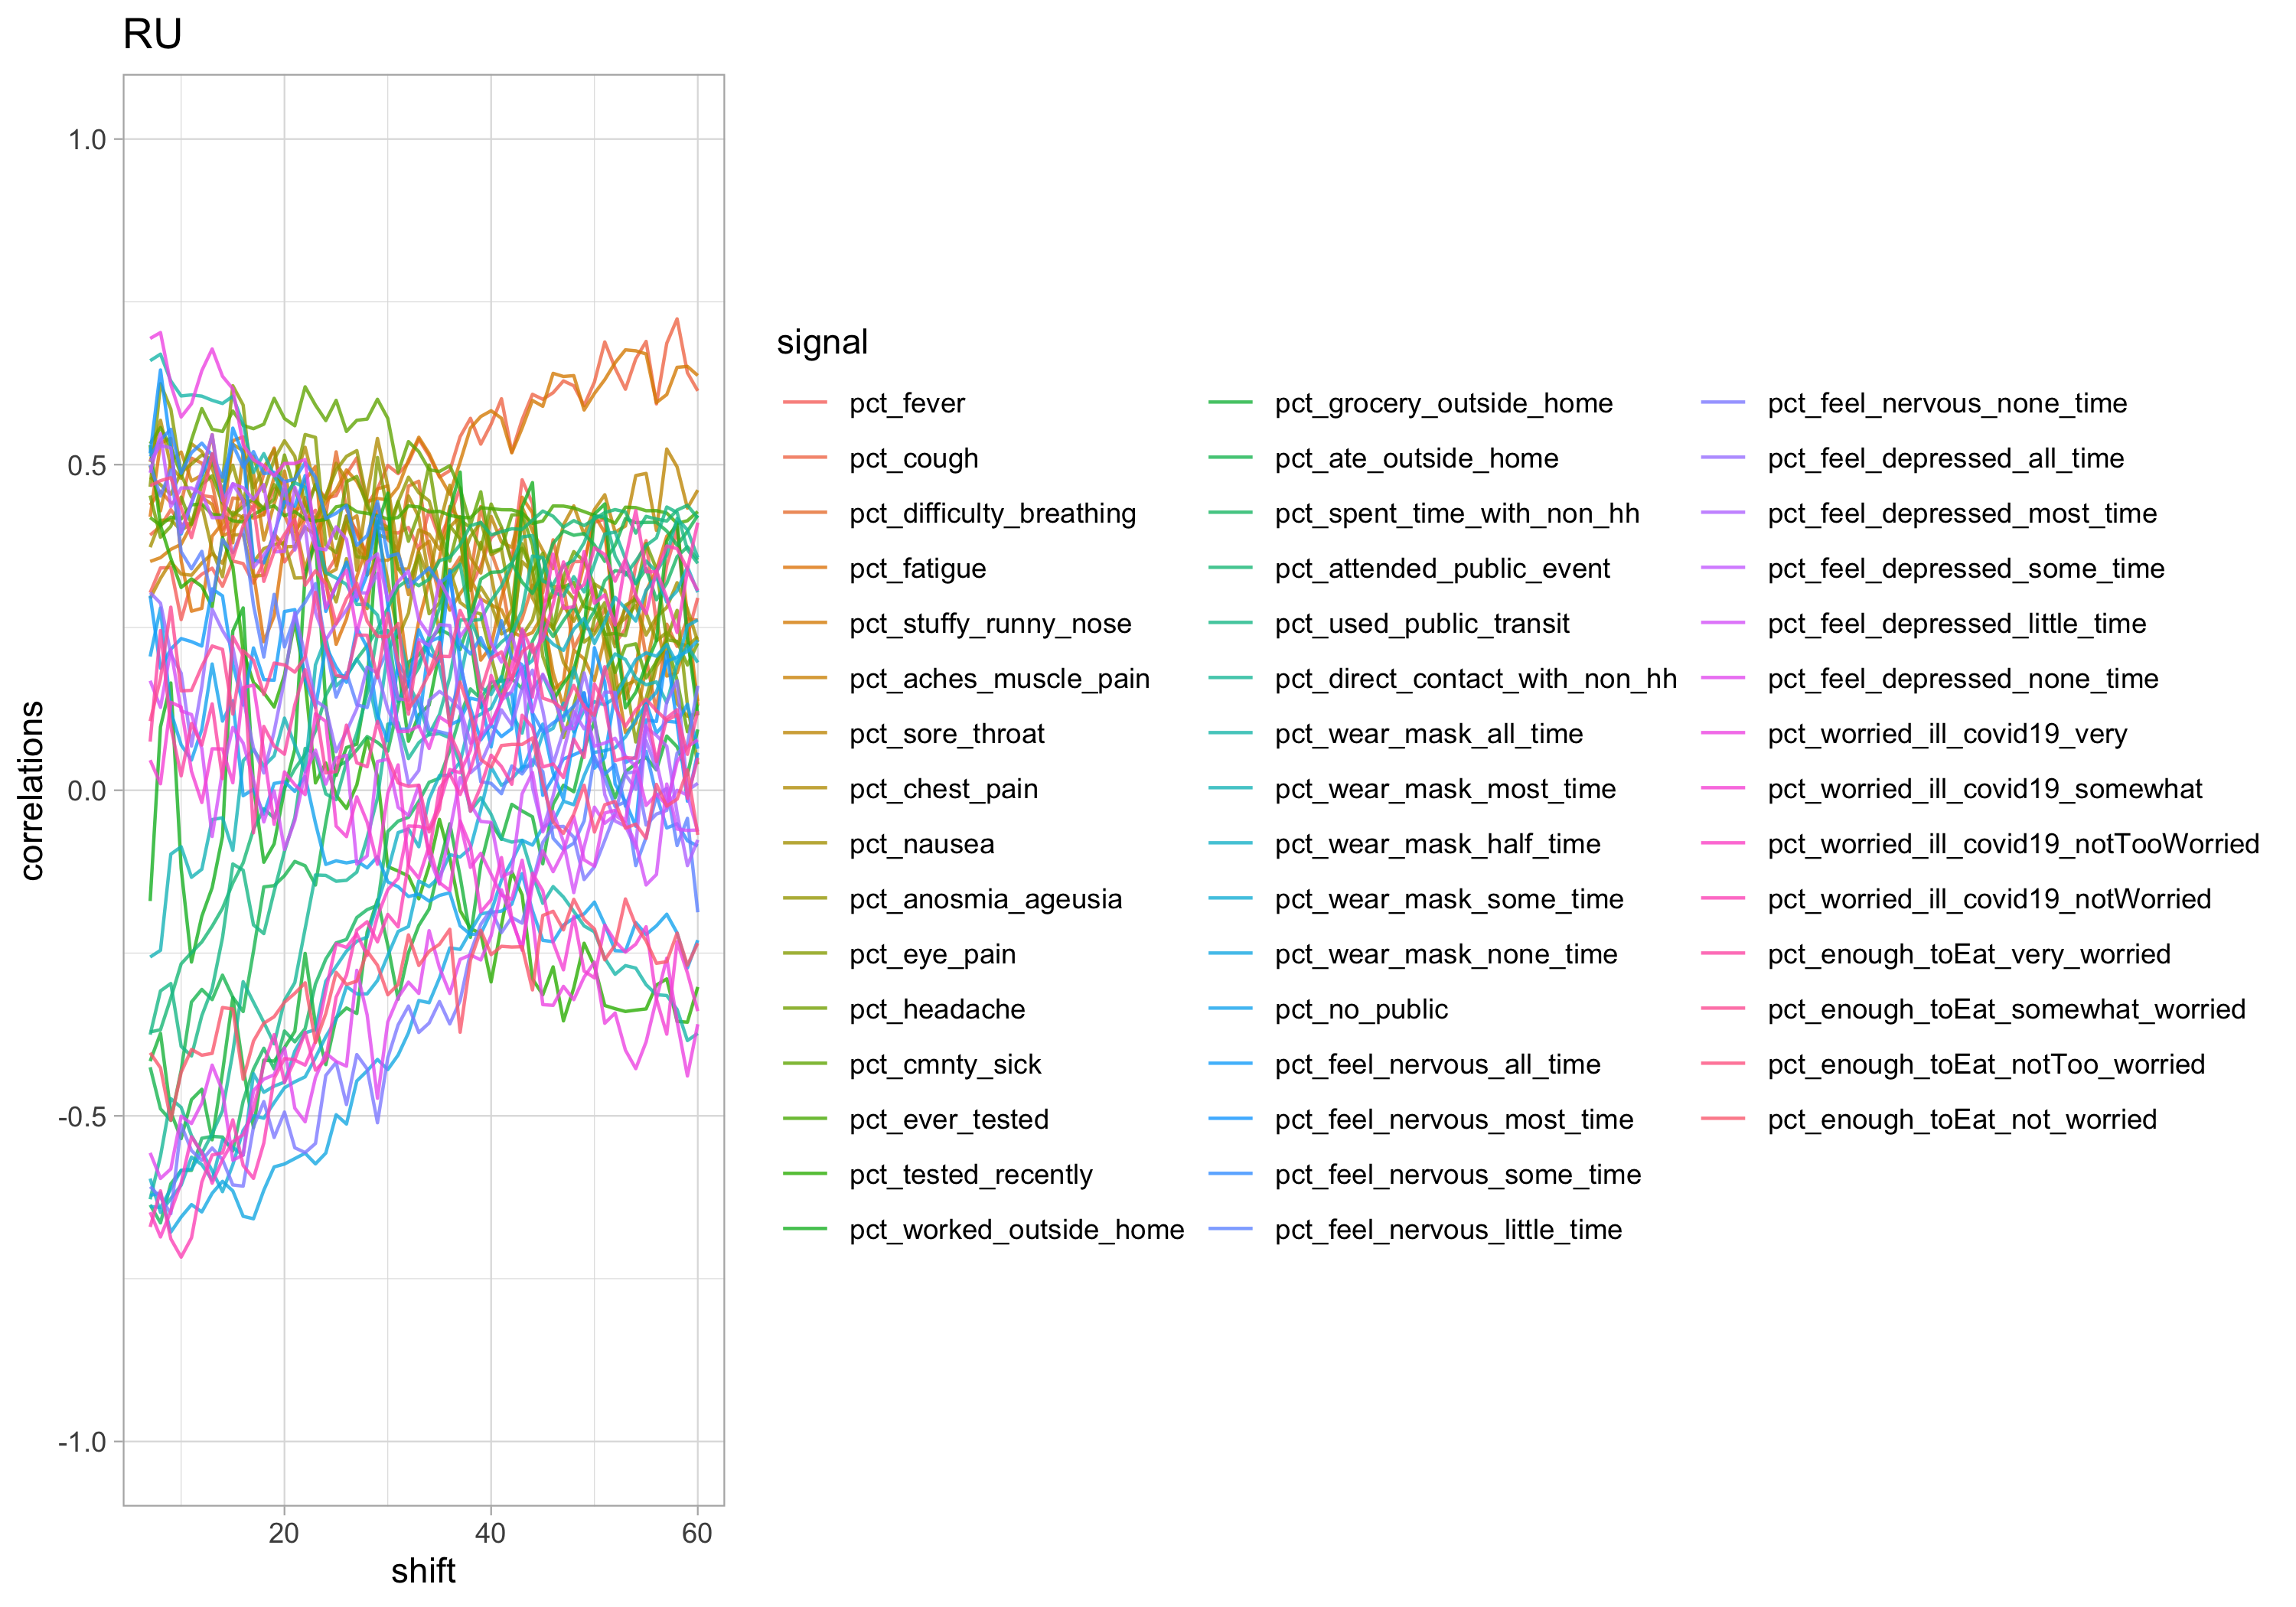 RU
1.0
0.5
0.0
-0.5
-1.0
correlations
20
40
60
shift
signal
pct_fever
pct_cough
pct_difficulty_breathing
pct_fatigue
pct_stuffy_runny_nose
pct_aches_muscle_pain
pct_sore_throat
pct_chest_pain
pct_nausea
pct_anosmia_ageusia
pct_eye_pain
pct_headache
pct_cmnty_sick
pct_ever_tested
pct_tested_recently
pct_worked_outside_home
pct_grocery_outside_home
pct_ate_outside_home
pct_spent_time_with_non_hh
pct_attended_public_event
pct_used_public_transit
pct_direct_contact_with_non_hh
pct_wear_mask_all_time
pct_wear_mask_most_time
pct_wear_mask_half_time
pct_wear_mask_some_time
pct_wear_mask_none_time
pct_no_public
pct_feel_nervous_all_time
pct_feel_nervous_most_time
pct_feel_nervous_some_time
pct_feel_nervous_little_time
pct_feel_nervous_none_time
pct_feel_depressed_all_time
pct_feel_depressed_most_time
pct_feel_depressed_some_time
pct_feel_depressed_little_time
pct_feel_depressed_none_time
pct_worried_ill_covid19_very
pct_worried_ill_covid19_somewhat
pct_worried_ill_covid19_notTooWorried
pct_worried_ill_covid19_notWorried
pct_enough_toEat_very_worried
pct_enough_toEat_somewhat_worried
pct_enough_toEat_notToo_worried
pct_enough_toEat_not_worried